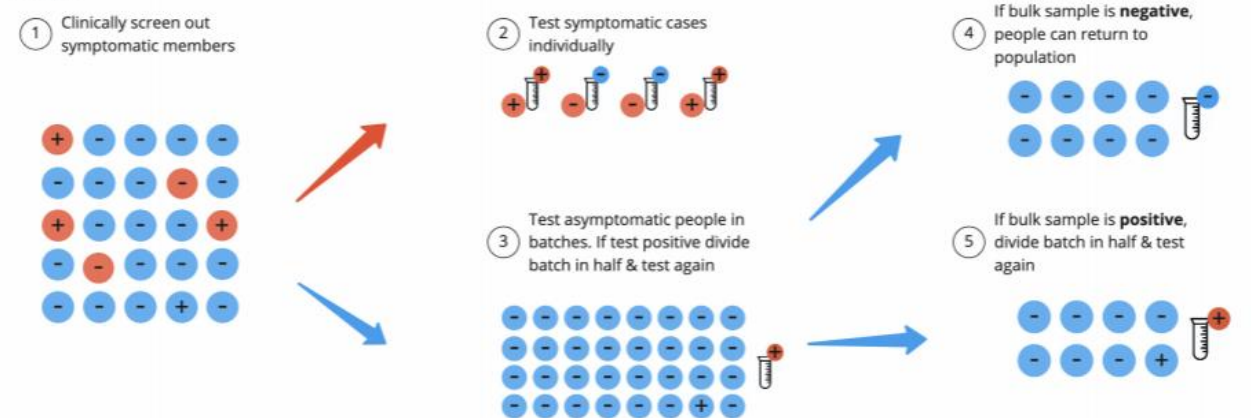 1
Clinically screen out
symptomatic members
+ - - - -
- - - - -
+ - - - +
- - - - -
- - - + -
2
Test symptomatic cases
individually
+ - - +
+ - - +
3
Test asymptomatic people in
batches. If test positive divide
batch in half & test again
- - - - - - - -
- - - - - - - -
+
- - - - - - - -
- - - - - - + -
4
If bulk sample is negative,
people can return to
population
- - - - -
- - - -
5
If bulk sample is positive,
divide batch in half & test
again
- - - - +
- - - +